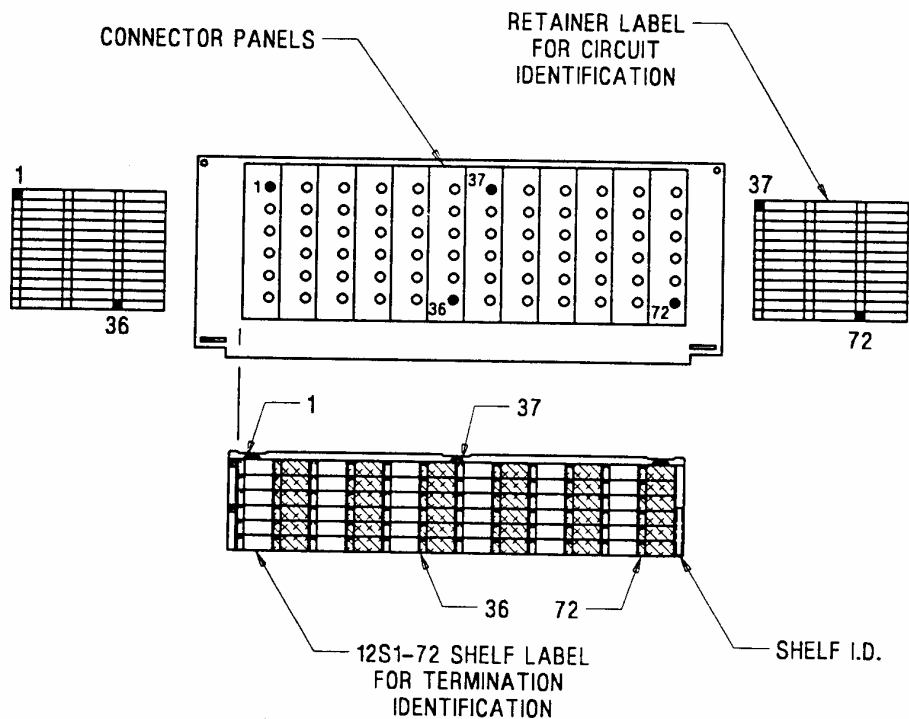 CONNECTOR PANELS
RETAINER LABEL
FOR CIRCUIT
IDENTIFICATION
1
36
1
37
36
72
37
72
1
37
36
72
12S1-72 SHELF LABEL
FOR TERMINATION
IDENTIFICATION
SHELF I.D.